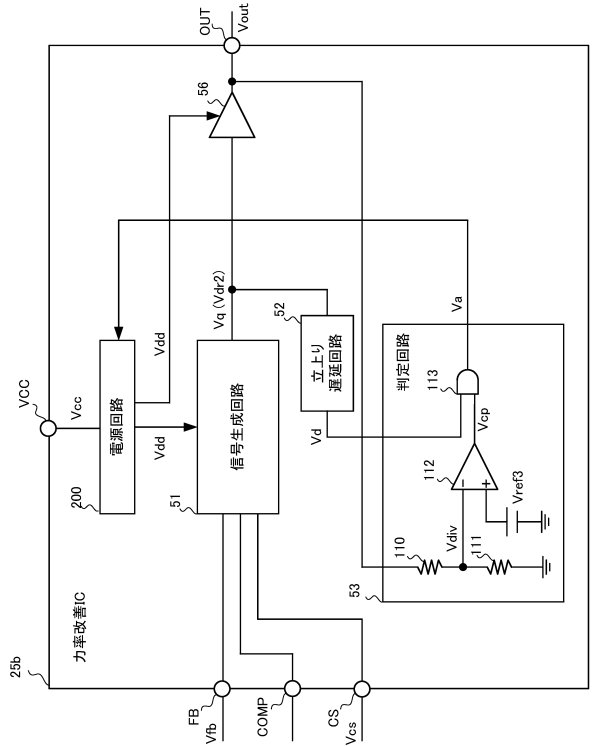 25b
力率改善IC
VCC
Vcc
200
電源回路
Vdd
Vdd
51
信号生成回路
FB
Vfb
COMP
CS
Vcs
Vq (Vdr2)
56
OUT
Vout
52
立上り
遅延回路
Vd
53
判定回路
110
Vdiv
111
112
Vref3
Vcp
113
Va